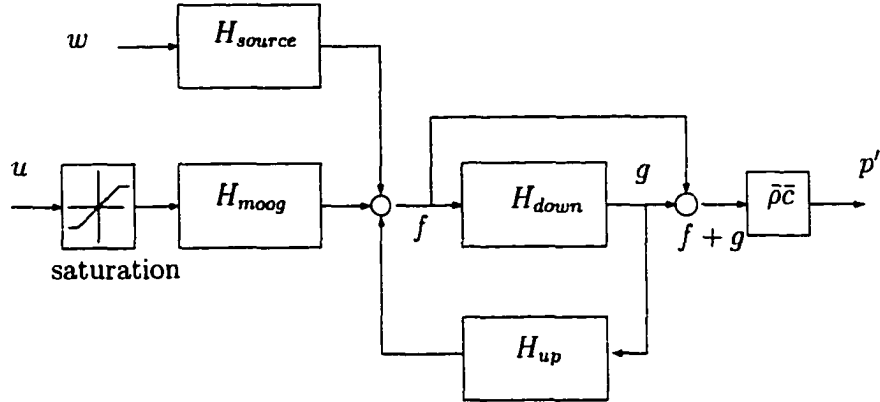 w
H_source
u
H_moog
saturation
f
H_down
g
f + g
ρ̄c̄
p′
H_up